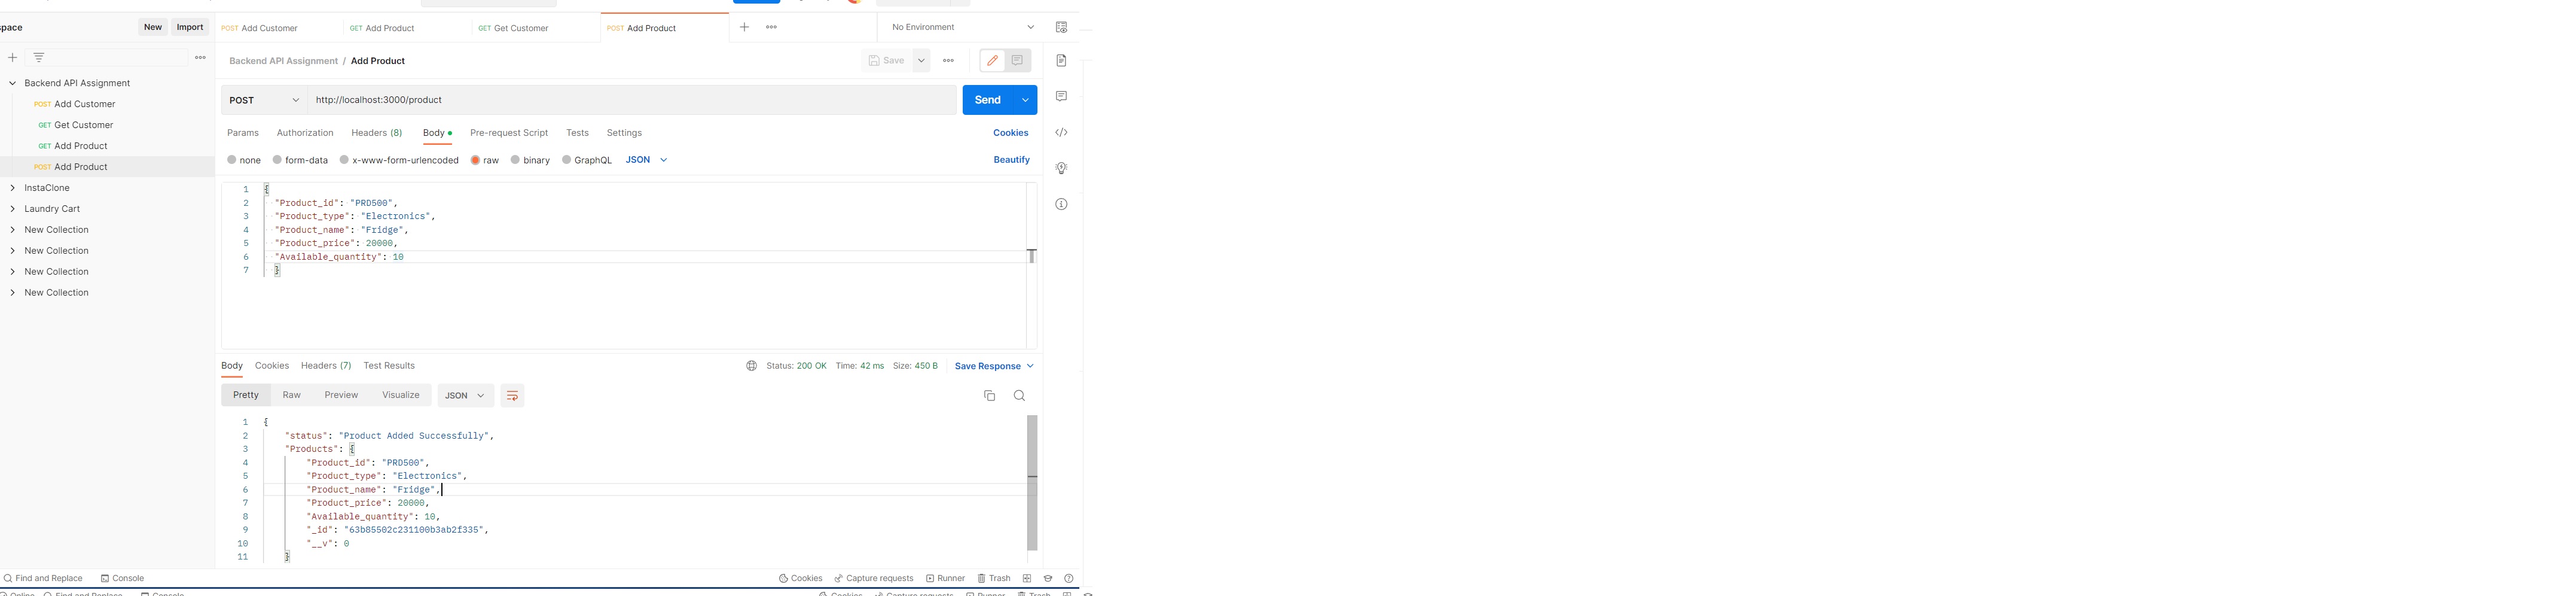 space New Import POST Add Customer GET Add Product GET Get Customer POST Add Product No Environment
Backend API Assignment / Add Product Save
Backend API Assignment
POST Add Customer
GET Get Customer
GET Add Product
POST Add Product
InstaClone
Laundry Cart
New Collection
New Collection
New Collection
New Collection
POST http://localhost:3000/product Send
Params Authorization Headers (8) Body Pre-request Script Tests Settings Cookies
none form-data x-www-form-urlencoded raw binary GraphQL JSON Beautify
1 {
2 "Product_id": "PRD500",
3 "Product_type": "Electronics",
4 "Product_name": "Fridge",
5 "Product_price": 20000,
6 "Available_quantity": 10
7 }
Body Cookies Headers (7) Test Results Status: 200 OK Time: 42 ms Size: 450 B Save Response
Pretty Raw Preview Visualize JSON
1 {
2 "status": "Product Added Successfully",
3 "Products": {
4 "Product_id": "PRD500",
5 "Product_type": "Electronics",
6 "Product_name": "Fridge",
7 "Product_price": 20000,
8 "Available_quantity": 10,
9 "_id": "63b85502c231100b3ab2f335",
10 "__v": 0
11 }
Find and Replace Console Cookies Capture requests Runner Trash
Online Find and Replace Console Cookies Capture requests Runner Trash